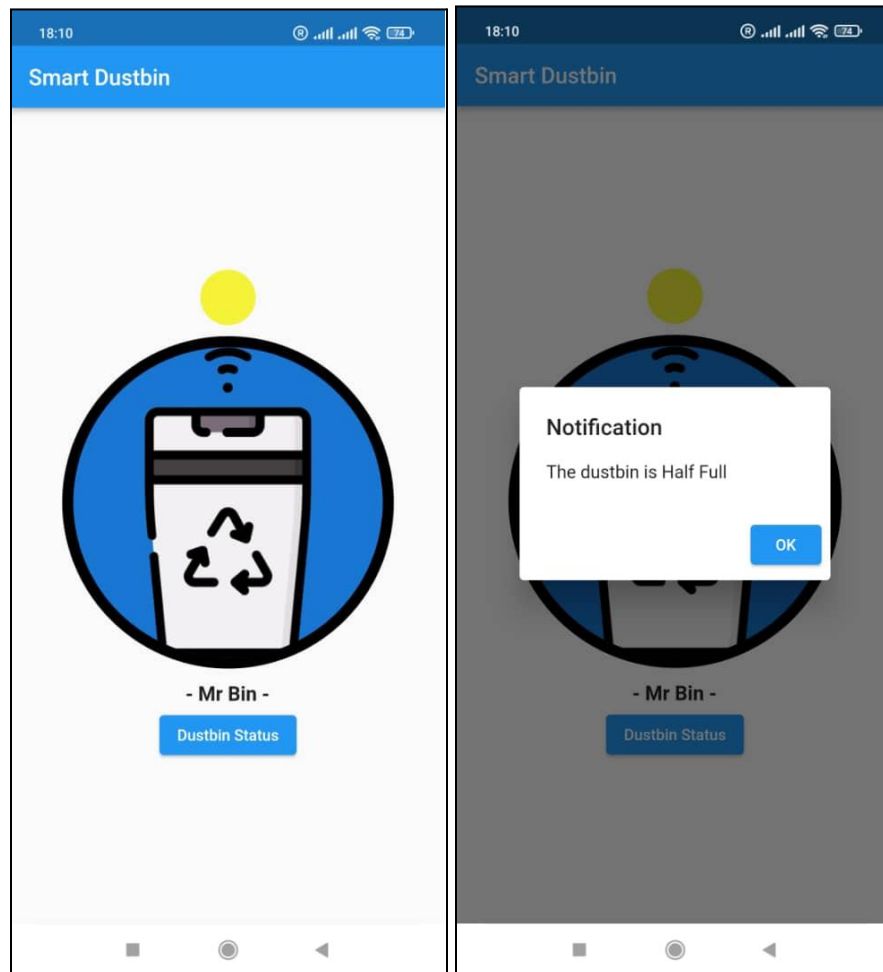 18:10
® 74
Smart Dustbin
- Mr Bin -
Dustbin Status
18:10
® 74
Smart Dustbin
Notification
The dustbin is Half Full
OK
- Mr Bin -
Dustbin Status